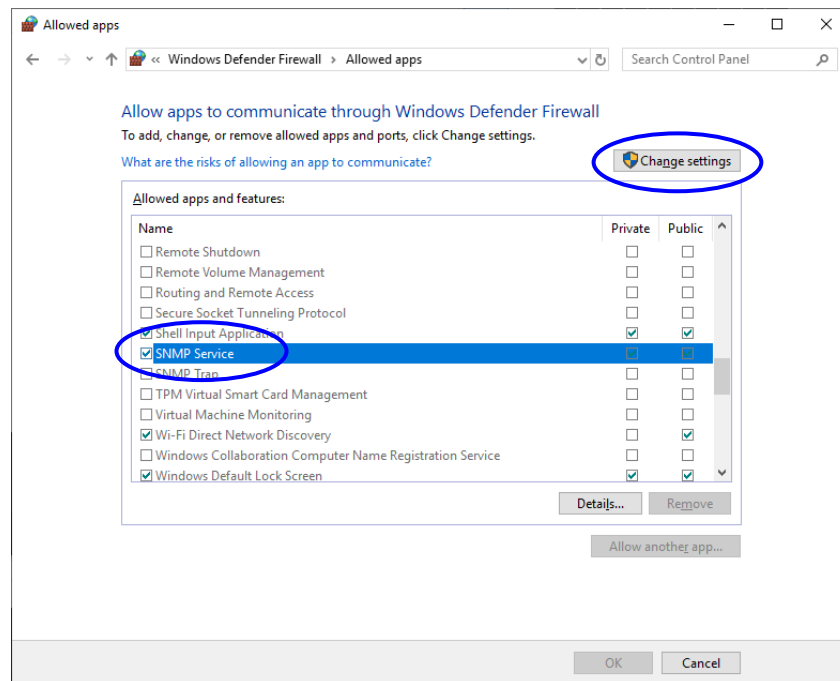 Allowed apps
« Windows Defender Firewall › Allowed apps
Search Control Panel
Allow apps to communicate through Windows Defender Firewall
To add, change, or remove allowed apps and ports, click Change settings.
What are the risks of allowing an app to communicate?
Change settings
Allowed apps and features:
Name Private Public
Remote Shutdown
Remote Volume Management
Routing and Remote Access
Secure Socket Tunneling Protocol
Shell Input Application
SNMP Service
SNMP Trap
TPM Virtual Smart Card Management
Virtual Machine Monitoring
Wi-Fi Direct Network Discovery
Windows Collaboration Computer Name Registration Service
Windows Default Lock Screen
Details... Remove
Allow another app...
OK Cancel